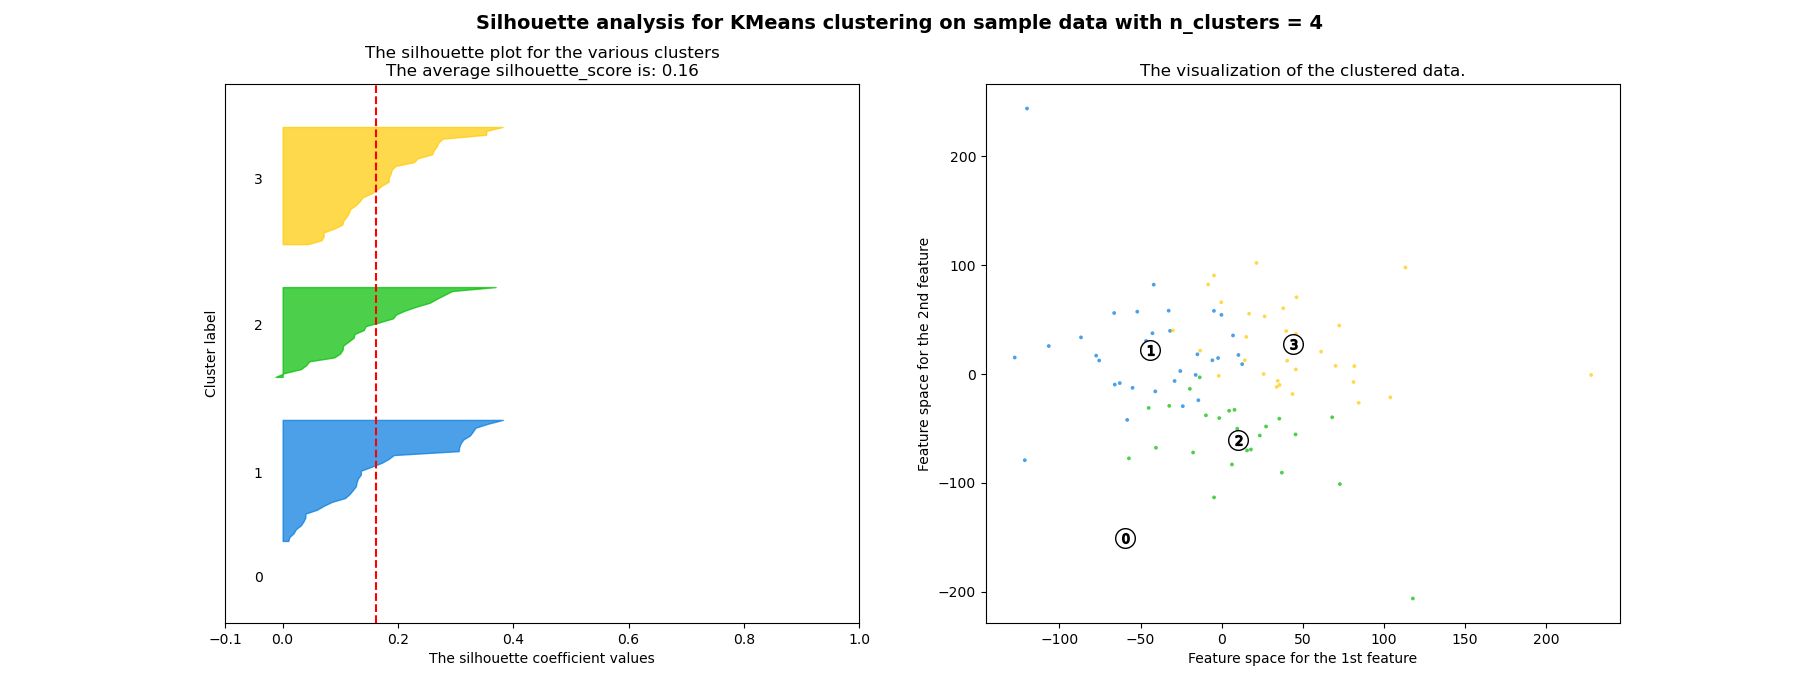 Silhouette analysis for KMeans clustering on sample data with n_clusters = 4
The silhouette plot for the various clusters
The average silhouette_score is: 0.16
Cluster label
3
2
1
0
−0.1 0.0 0.2 0.4 0.6 0.8 1.0
The silhouette coefficient values
The visualization of the clustered data.
Feature space for the 2nd feature
200
100
0
−100
−200
1
3
2
0
−100 −50 0 50 100 150 200
Feature space for the 1st feature